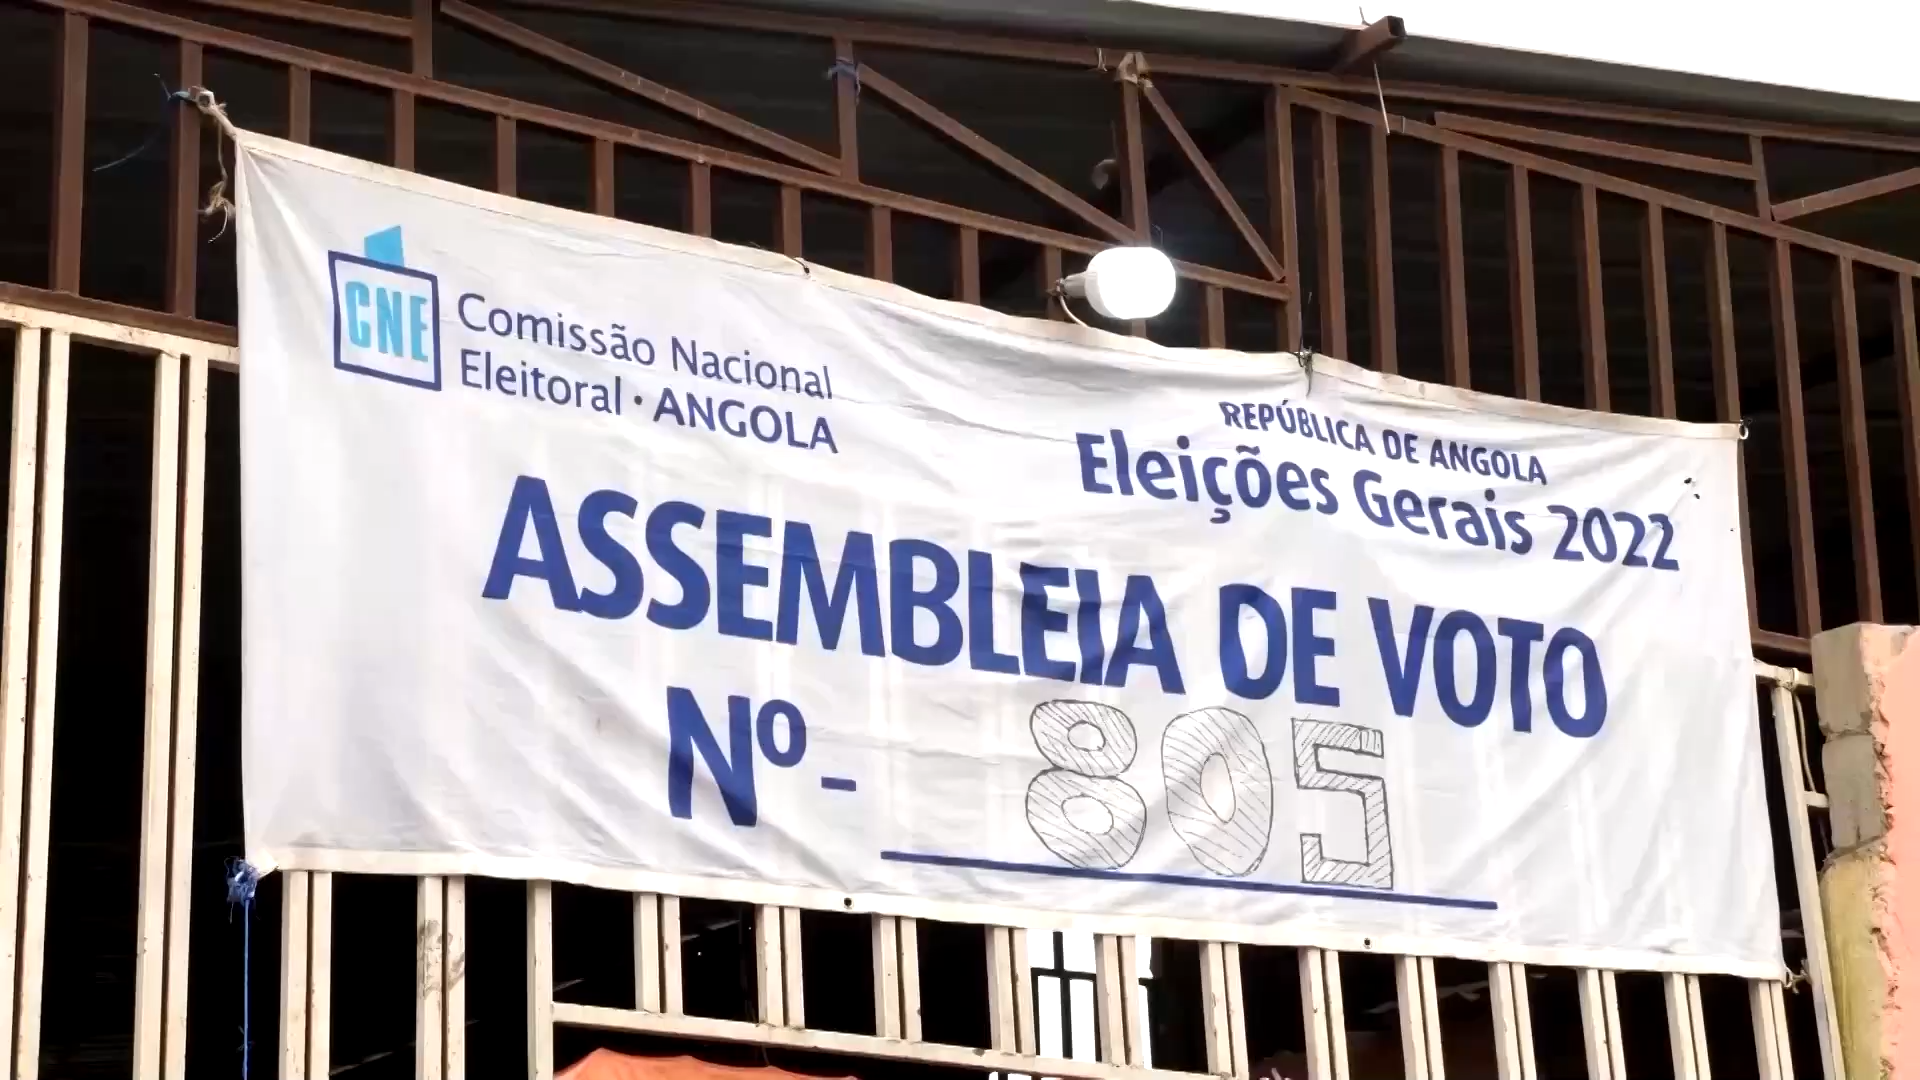 CNE
Comissão Nacional
Eleitoral · ANGOLA
REPÚBLICA DE ANGOLA
Eleições Gerais 2022
ASSEMBLEIA DE VOTO
Nº - 805